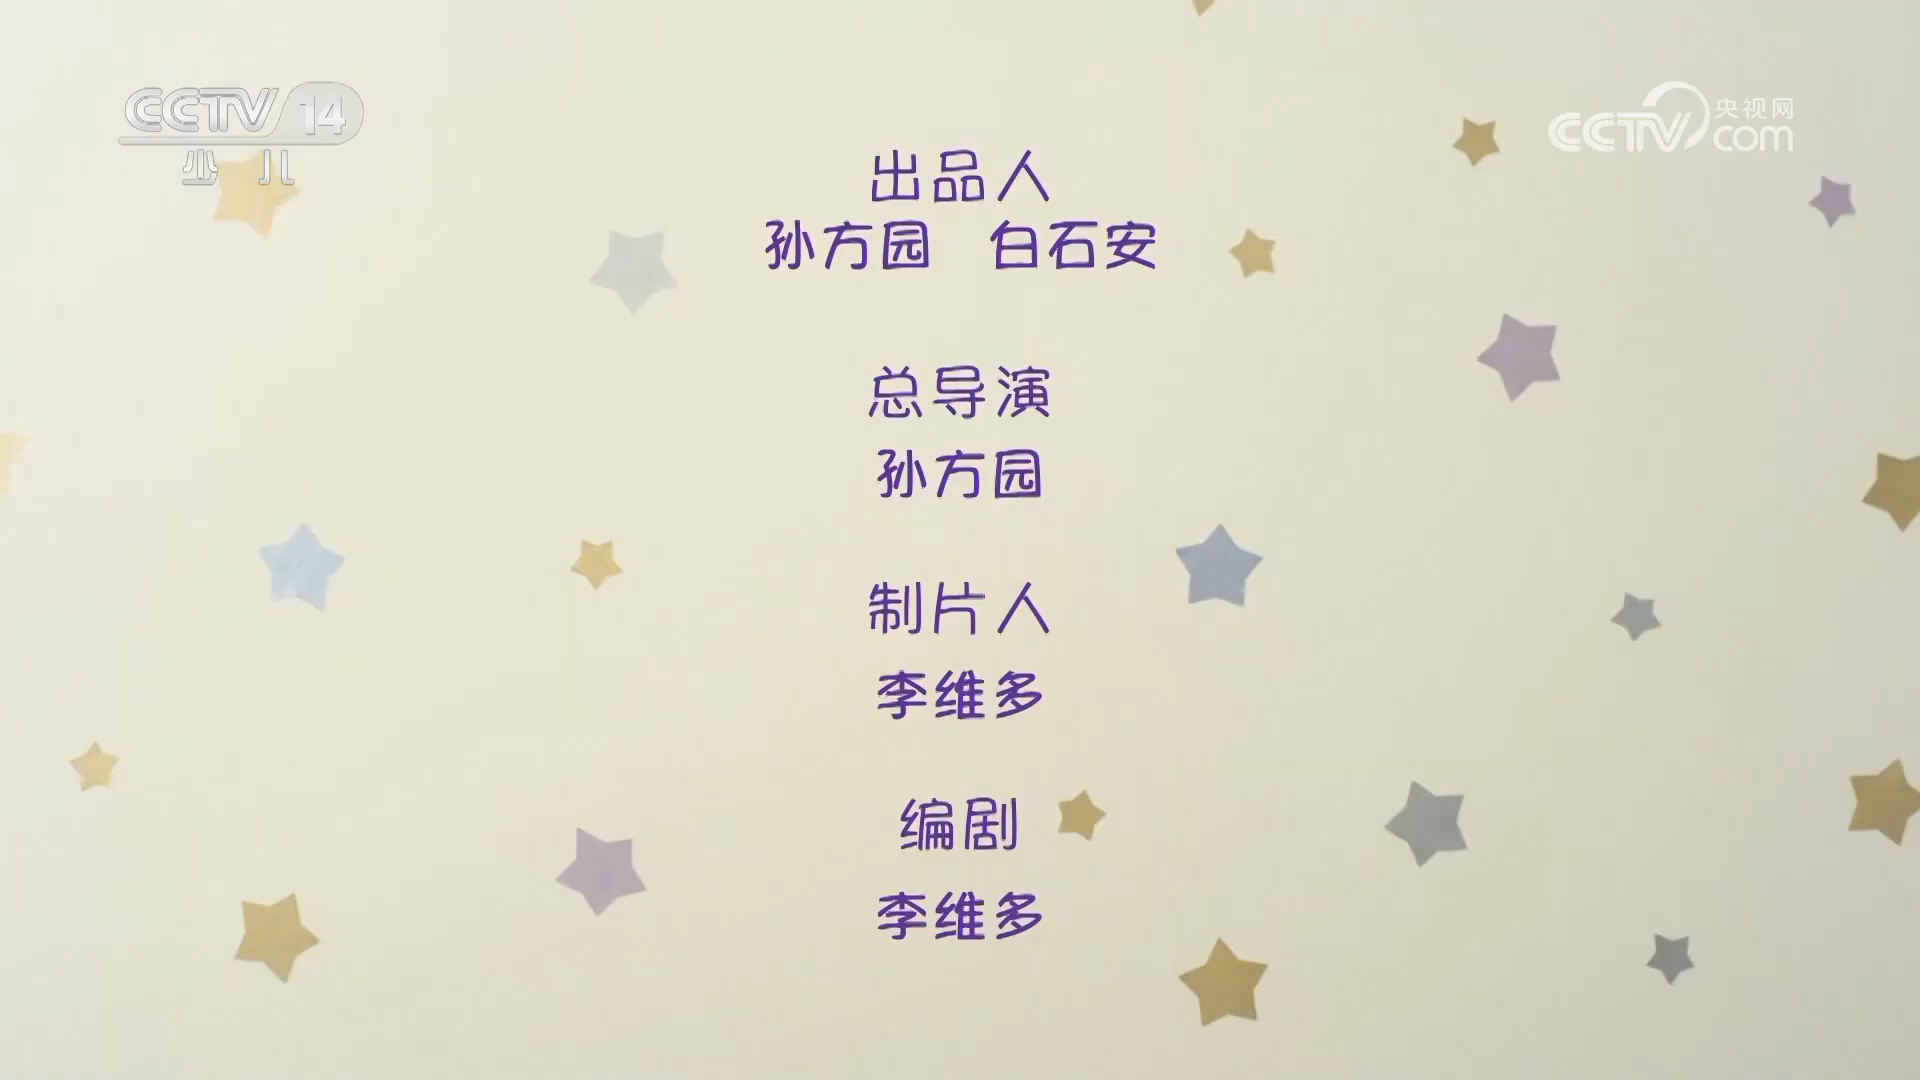 CCTV 14
少儿
央视网
CCTV com
出品人
孙方园 白石安
总导演
孙方园
制片人
李维多
编剧
李维多